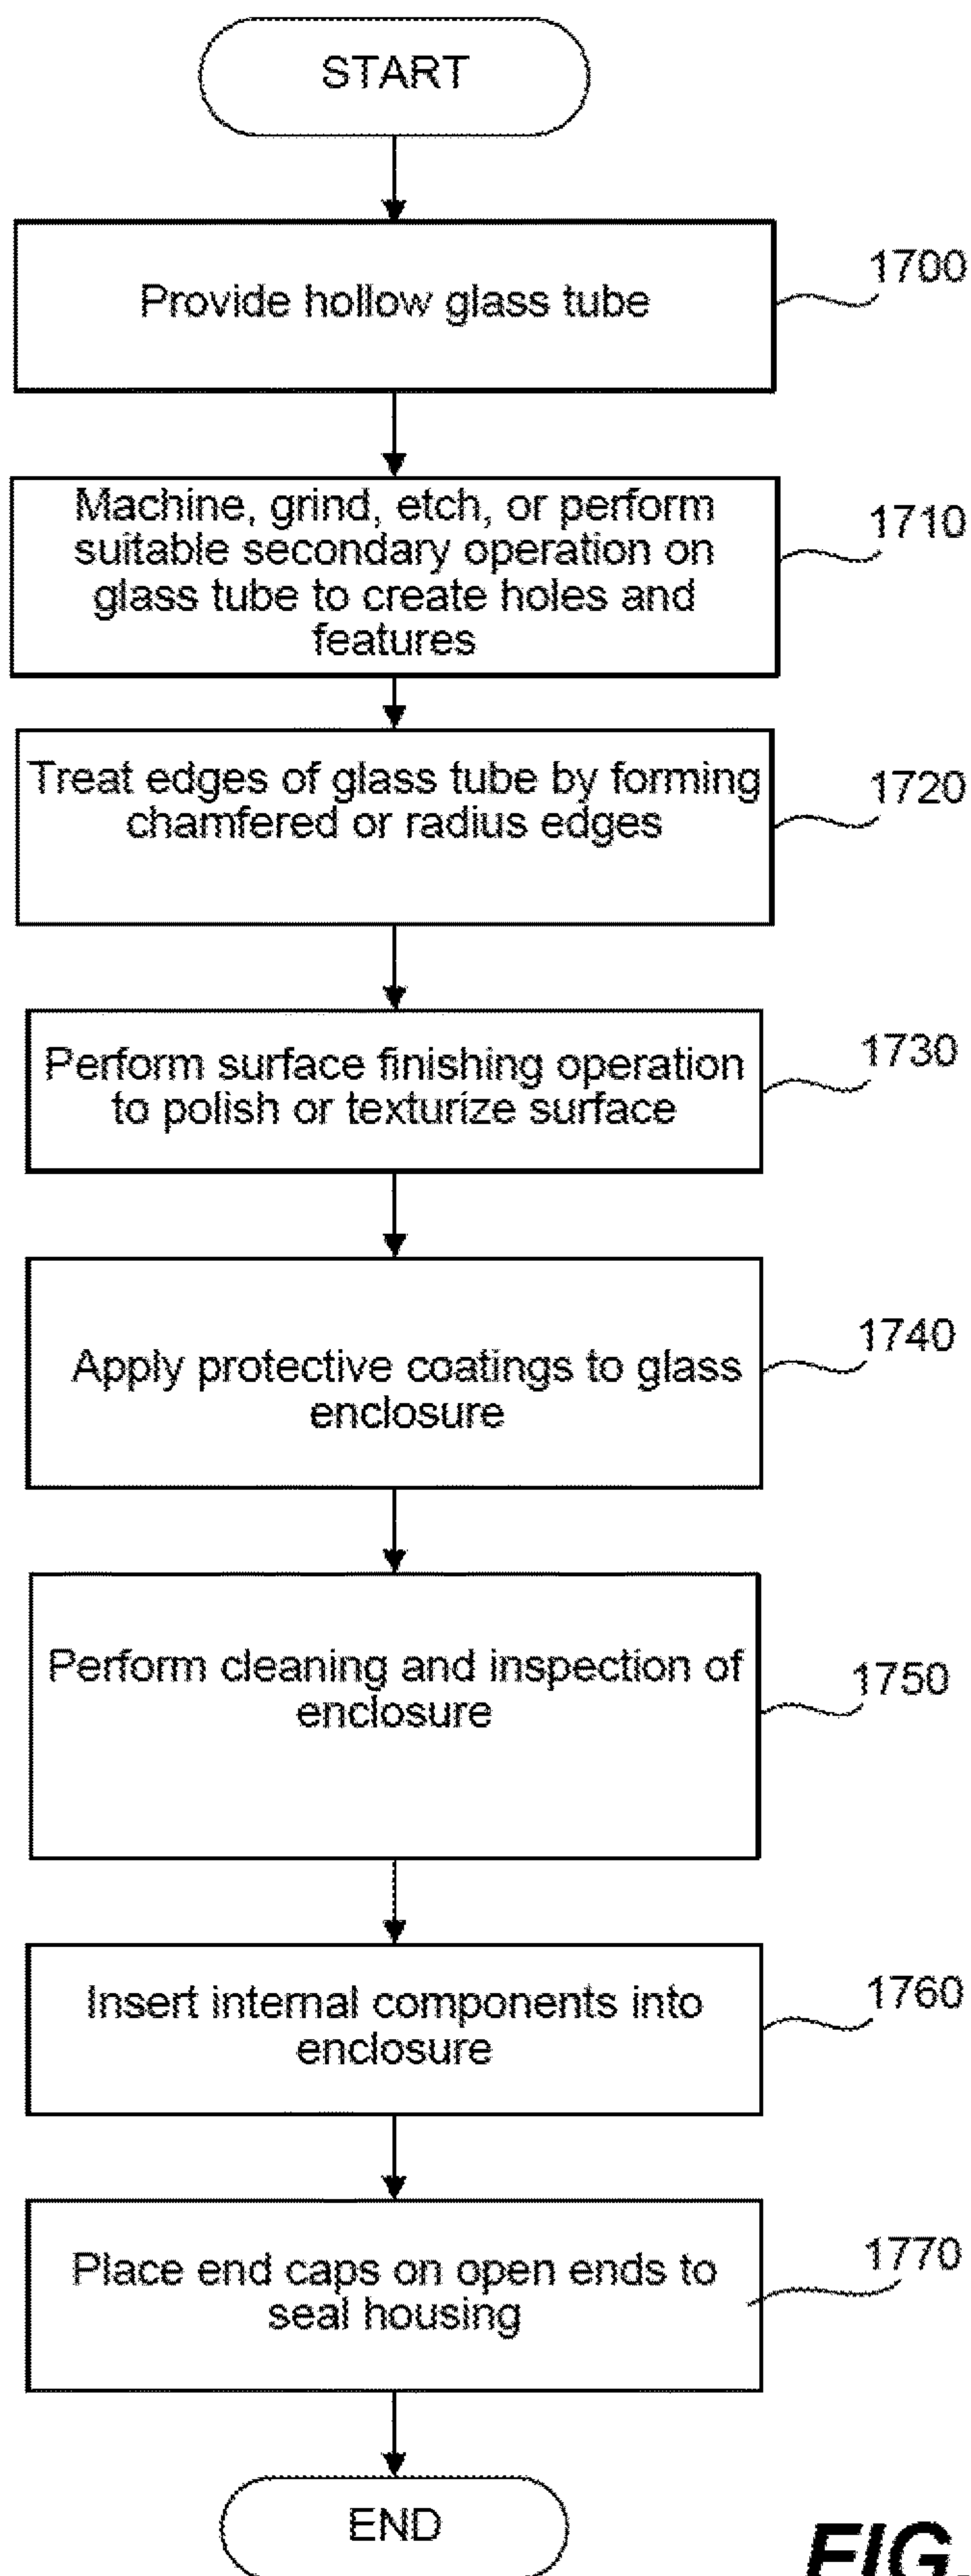 START
Provide hollow glass tube
1700
Machine, grind, etch, or perform
suitable secondary operation on
glass tube to create holes and
features
1710
Treat edges of glass tube by forming
chamfered or radius edges
1720
Perform surface finishing operation
to polish or texturize surface
1730
Apply protective coatings to glass
enclosure
1740
Perform cleaning and inspection of
enclosure
1750
Insert internal components into
enclosure
1760
Place end caps on open ends to
seal housing
1770
END
FIG.